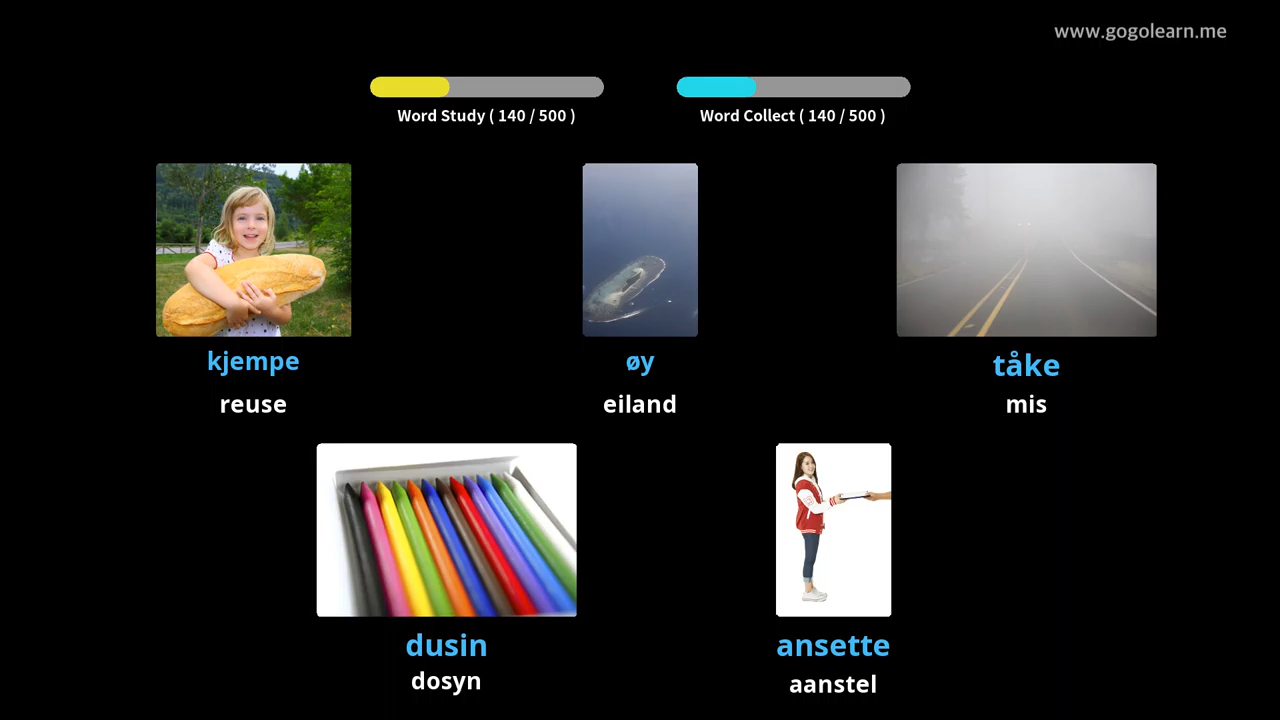 www.gogolearn.me
Word Study ( 140 / 500 )
Word Collect ( 140 / 500 )
kjempe
reuse
øy
eiland
tåke
mis
dusin
dosyn
ansette
aanstel